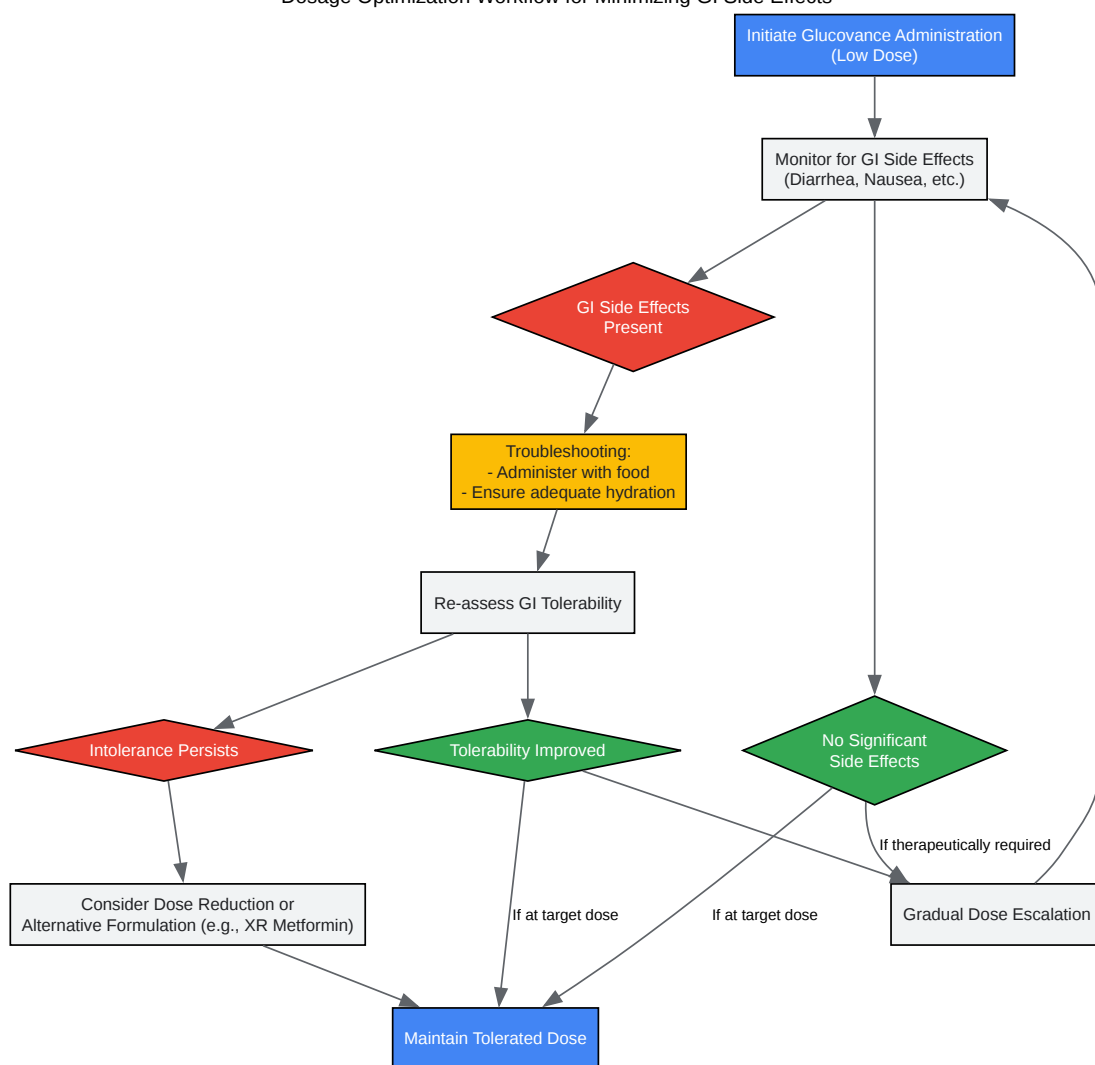 Dosage Optimization Workflow for Minimizing GI Side Effects
Initiate Glucovance Administration
(Low Dose)
Monitor for GI Side Effects
(Diarrhea, Nausea, etc.)
GI Side Effects
Present
Troubleshooting:
- Administer with food
- Ensure adequate hydration
Re-assess GI Tolerability
Intolerance Persists
Tolerability Improved
No Significant
Side Effects
If therapeutically required
Consider Dose Reduction or
Alternative Formulation (e.g., XR Metformin)
If at target dose
If at target dose
Gradual Dose Escalation
Maintain Tolerated Dose